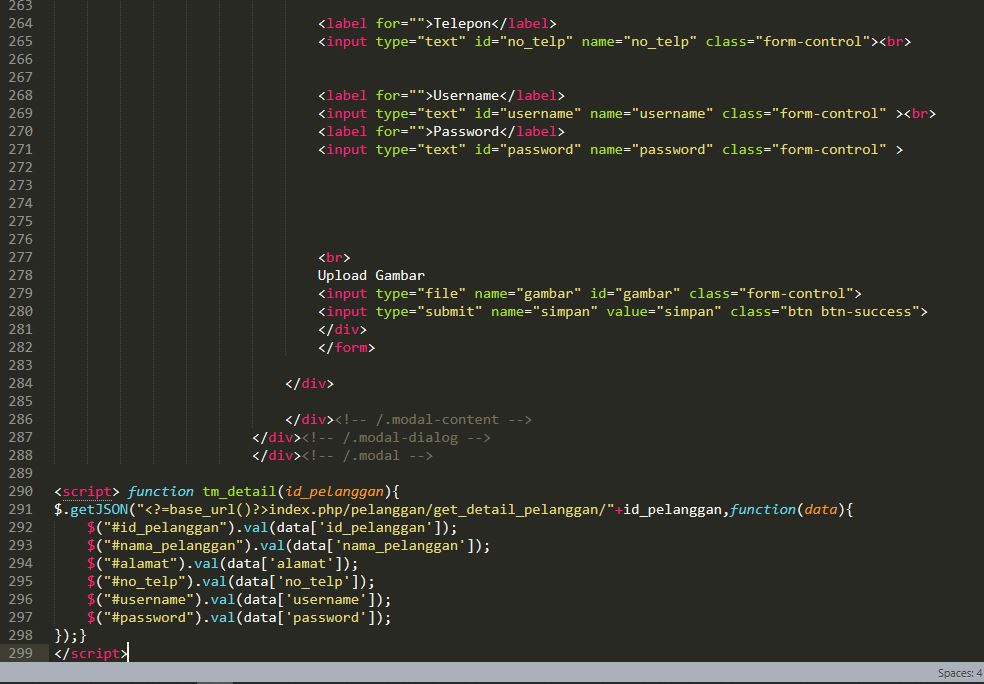 263
264 <label for="">Telepon</label>
265 <input type="text" id="no_telp" name="no_telp" class="form-control"><br>
266
267
268 <label for="">Username</label>
269 <input type="text" id="username" name="username" class="form-control" ><br>
270 <label for="">Password</label>
271 <input type="text" id="password" name="password" class="form-control" >
272
273
274
275
276
277 <br>
278 Upload Gambar
279 <input type="file" name="gambar" id="gambar" class="form-control">
280 <input type="submit" name="simpan" value="simpan" class="btn btn-success">
281 </div>
282 </form>
283
284 </div>
285
286 </div><!-- /.modal-content -->
287 </div><!-- /.modal-dialog -->
288 </div><!-- /.modal -->
289
290 <script> function tm_detail(id_pelanggan){
291 $.getJSON("<?=base_url()?>index.php/pelanggan/get_detail_pelanggan/"+id_pelanggan,function(data){
292 $("#id_pelanggan").val(data['id_pelanggan']);
293 $("#nama_pelanggan").val(data['nama_pelanggan']);
294 $("#alamat").val(data['alamat']);
295 $("#no_telp").val(data['no_telp']);
296 $("#username").val(data['username']);
297 $("#password").val(data['password']);
298 });}
299 </script>
Spaces: 4